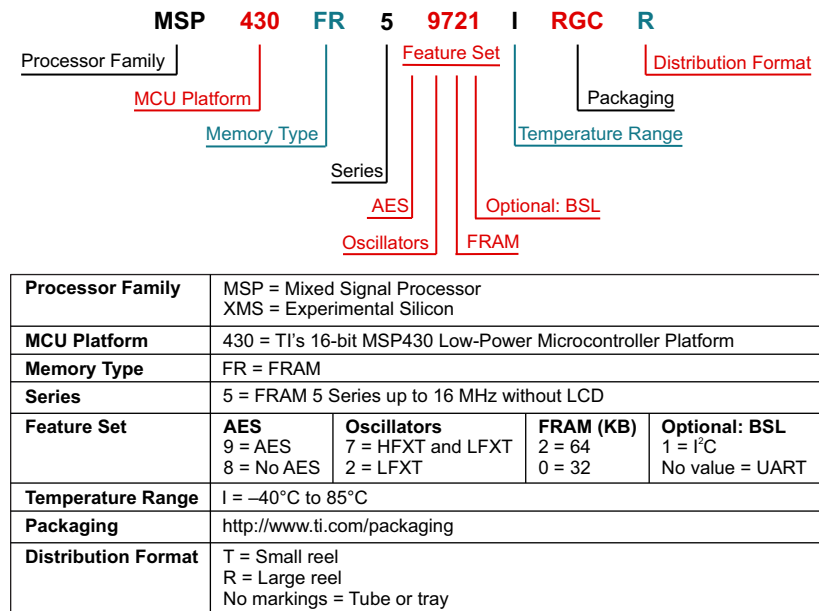 MSP 430 FR 5 9721 I RGC R
Processor Family
Feature Set
Distribution Format
MCU Platform
Packaging
Memory Type
Temperature Range
Series
AES
Optional: BSL
Oscillators
FRAM
Processor Family
MSP = Mixed Signal Processor
XMS = Experimental Silicon
MCU Platform
430 = TI's 16-bit MSP430 Low-Power Microcontroller Platform
Memory Type
FR = FRAM
Series
5 = FRAM 5 Series up to 16 MHz without LCD
Feature Set
AES
9 = AES
8 = No AES
Oscillators
7 = HFXT and LFXT
2 = LFXT
FRAM (KB)
2 = 64
0 = 32
Optional: BSL
1 = I²C
No value = UART
Temperature Range
I = –40°C to 85°C
Packaging
http://www.ti.com/packaging
Distribution Format
T = Small reel
R = Large reel
No markings = Tube or tray